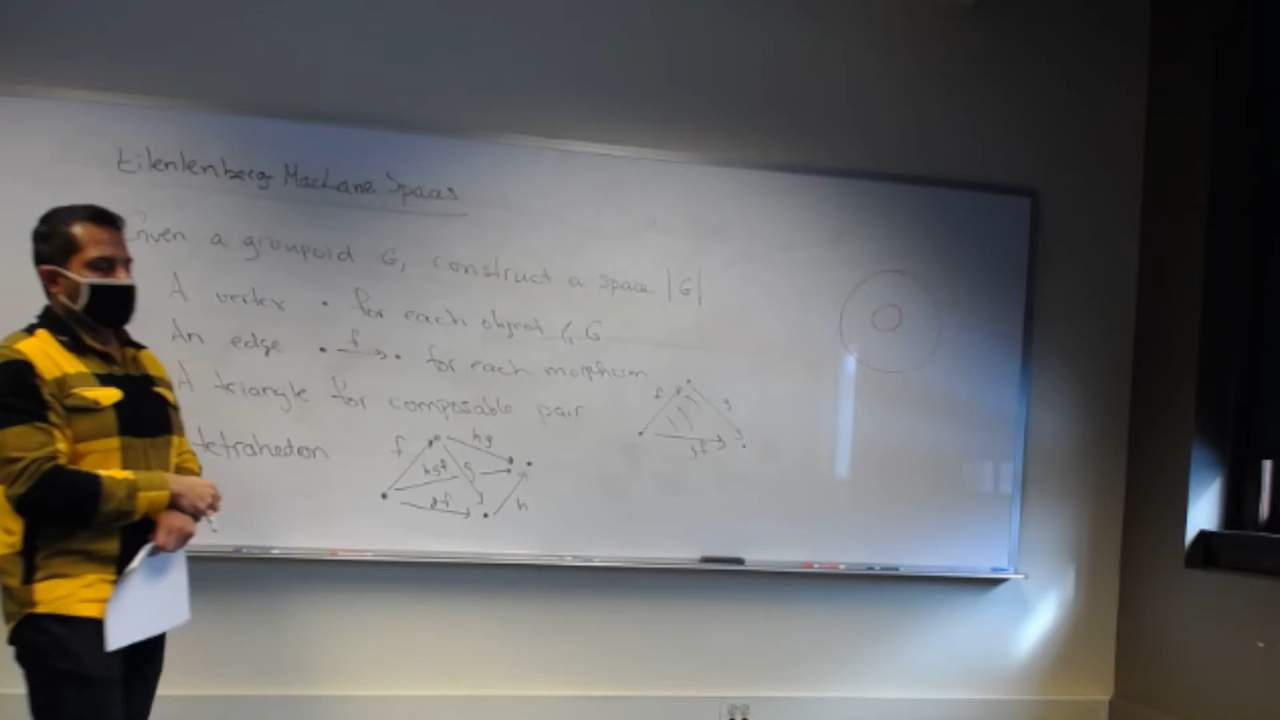 Eilenlenberg MacLane Spaces
Given a groupoid G, construct a space |G|
A vertex • for each object ∈ G
An edge • f → • for each morphism
A triangle for composable pair
f g gf
tetrahedron
f hg hgf g gf h